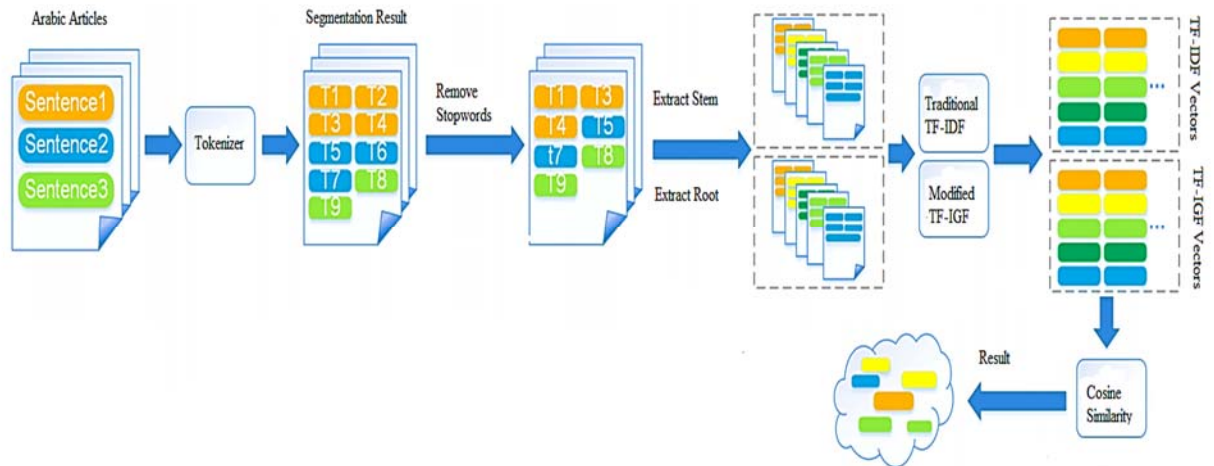 Arabic Articles
Sentence1
Sentence2
Sentence3
Tokenizer
Segmentation Result
T1 T2
T3 T4
T5 T6
T7 T8
T9
Remove
Stopwords
T1 T3
T4 T5
t7 T8
T9
Extract Stem
Extract Root
Traditional
TF-IDF
Modified
TF-IGF
TF-IDF
Vectors
...
TF-IGF Vectors
...
Cosine
Similarity
Result